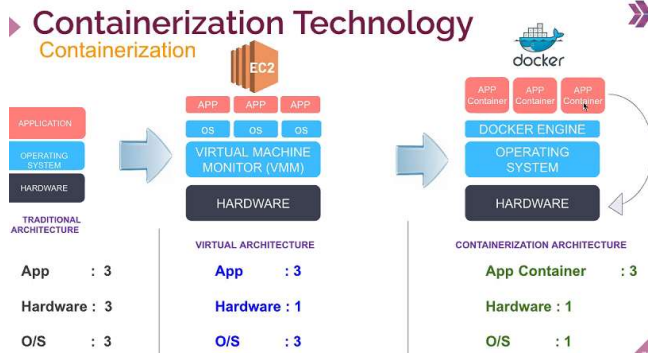 Containerization Technology
Containerization
EC2
docker
APPLICATION
OPERATING
SYSTEM
HARDWARE
TRADITIONAL
ARCHITECTURE
App : 3
Hardware : 3
O/S : 3
APP APP APP
OS OS OS
VIRTUAL MACHINE
MONITOR (VMM)
HARDWARE
VIRTUAL ARCHITECTURE
App : 3
Hardware : 1
O/S : 3
APP APP APP
Container Container Container
DOCKER ENGINE
OPERATING
SYSTEM
HARDWARE
CONTAINERIZATION ARCHITECTURE
App Container : 3
Hardware : 1
O/S : 1